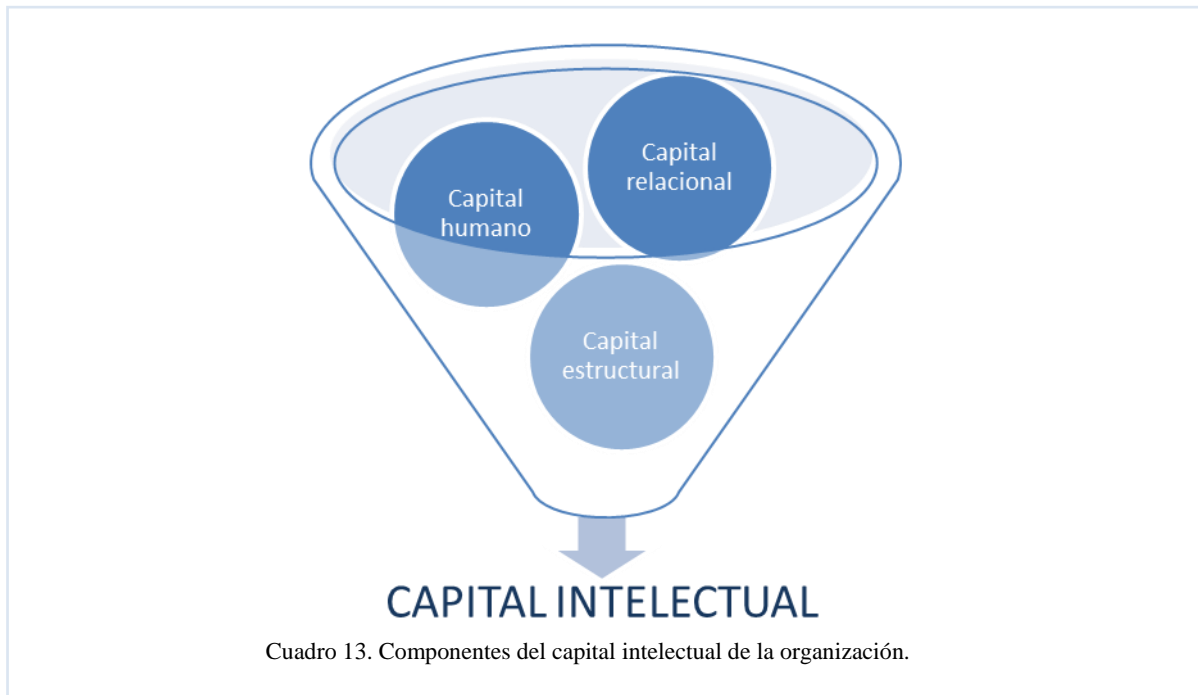 Capital
relacional
Capital
humano
Capital
estructural
CAPITAL INTELECTUAL
Cuadro 13. Componentes del capital intelectual de la organización.